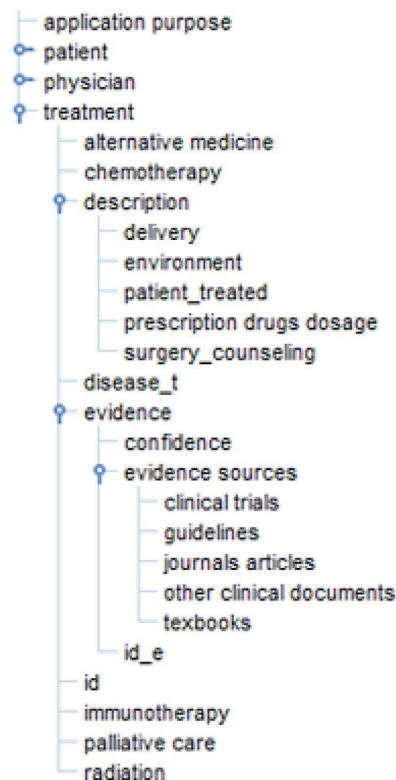 application purpose
patient
physician
treatment
alternative medicine
chemotherapy
description
delivery
environment
patient_treated
prescription drugs dosage
surgery_counseling
disease_t
evidence
confidence
evidence sources
clinical trials
guidelines
journals articles
other clinical documents
texbooks
id_e
id
immunotherapy
palliative care
radiation